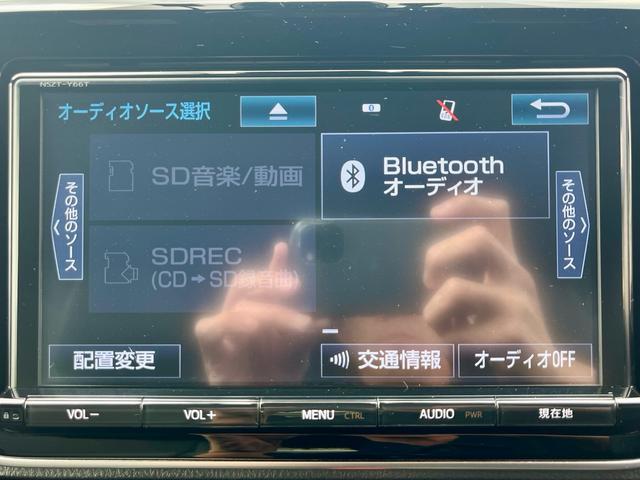 NSZT-Y66T
オーディオソース選択
その他のソース
SD音楽/動画
Bluetooth
オーディオ
その他のソース
SDREC
(CD→SD録音曲)
配置変更
交通情報
オーディオOFF
VOL−
VOL+
MENU CTRL
AUDIO PWR
現在地